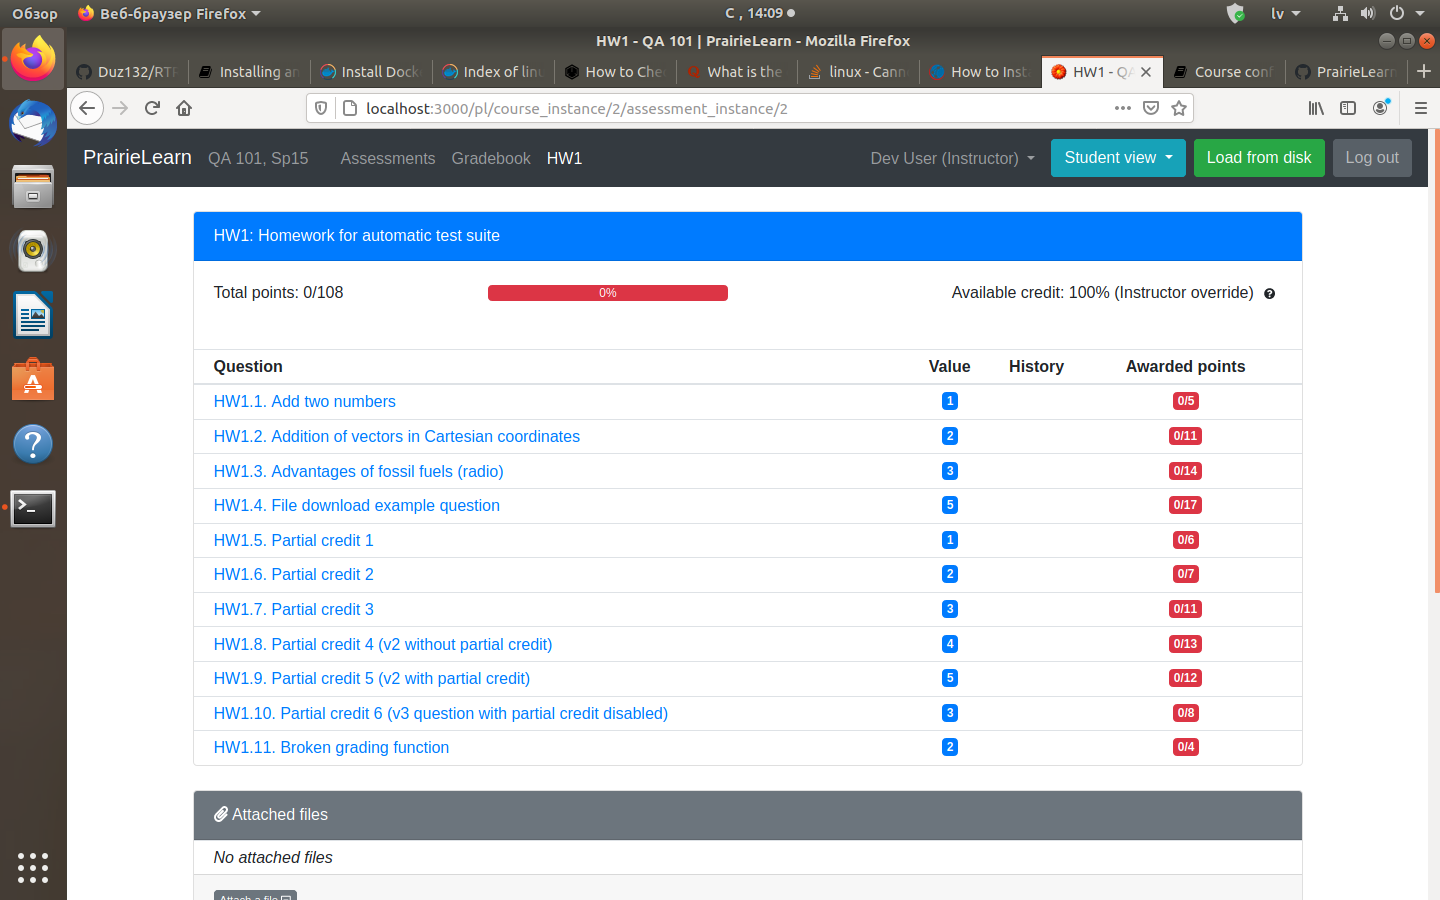 Обзор Веб-браузер Firefox С , 14:09 lv
HW1 - QA 101 | PrairieLearn - Mozilla Firefox
Duz132/RTF Installing an Install Dock Index of linu How to Che What is the linux - Cann How to Inst HW1 - QA Course conf PrairieLearn
localhost:3000/pl/course_instance/2/assessment_instance/2
PrairieLearn QA 101, Sp15 Assessments Gradebook HW1 Dev User (Instructor) Student view Load from disk Log out
HW1: Homework for automatic test suite
Total points: 0/108 0% Available credit: 100% (Instructor override)
Question Value History Awarded points
HW1.1. Add two numbers 1 0/5
HW1.2. Addition of vectors in Cartesian coordinates 2 0/11
HW1.3. Advantages of fossil fuels (radio) 3 0/14
HW1.4. File download example question 5 0/17
HW1.5. Partial credit 1 1 0/6
HW1.6. Partial credit 2 2 0/7
HW1.7. Partial credit 3 3 0/11
HW1.8. Partial credit 4 (v2 without partial credit) 4 0/13
HW1.9. Partial credit 5 (v2 with partial credit) 5 0/12
HW1.10. Partial credit 6 (v3 question with partial credit disabled) 3 0/8
HW1.11. Broken grading function 2 0/4
Attached files
No attached files
Attach a file